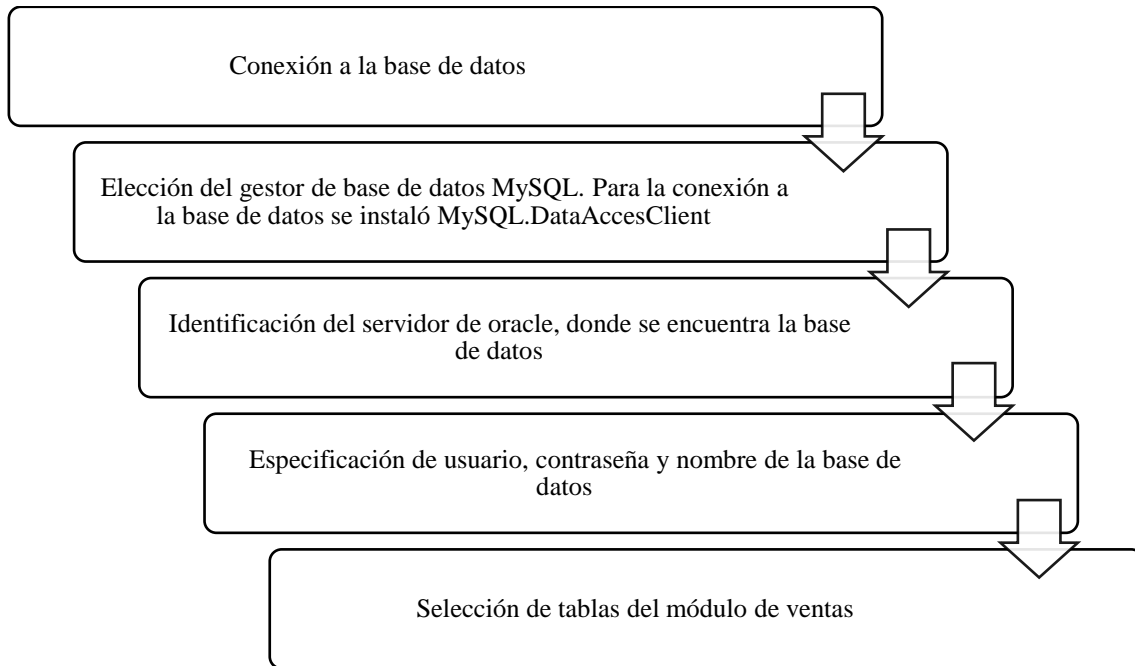 Conexión a la base de datos
Elección del gestor de base de datos MySQL. Para la conexión a
la base de datos se instaló MySQL.DataAccesClient
Identificación del servidor de oracle, donde se encuentra la base
de datos
Especificación de usuario, contraseña y nombre de la base de
datos
Selección de tablas del módulo de ventas